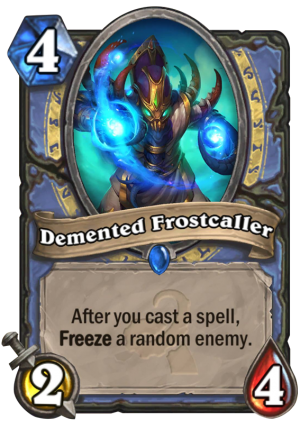 4
Demented Frostcaller
After you cast a spell,
Freeze a random enemy.
2
4